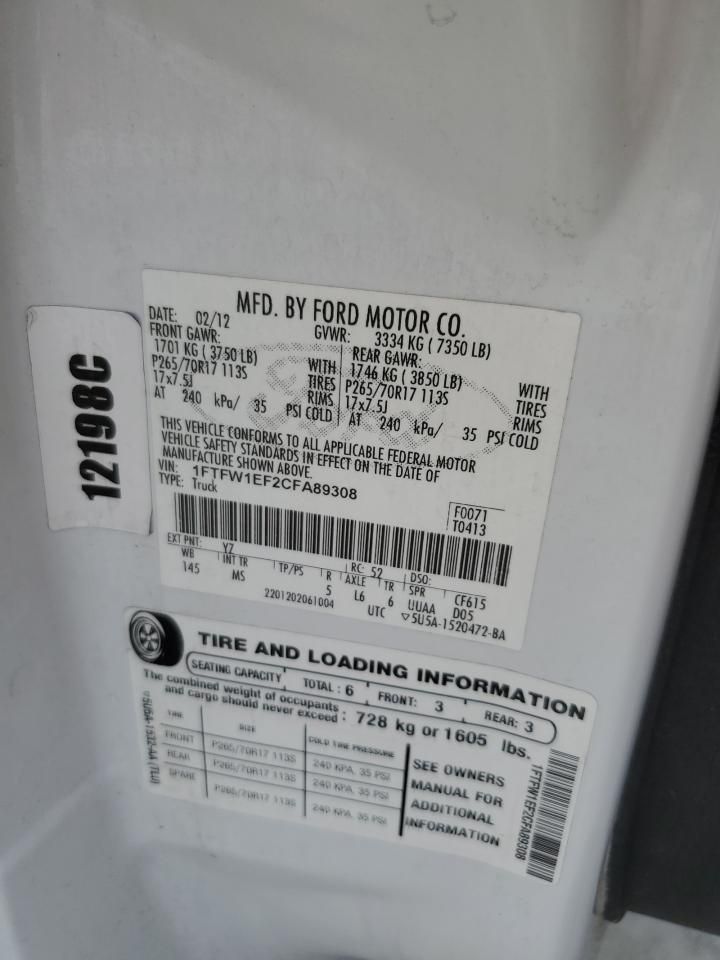 12198C
MFD. BY FORD MOTOR CO.
DATE: 02/12 GVWR: 3334 KG ( 7350 LB)
FRONT GAWR: REAR GAWR:
1701 KG ( 3750 LB) WITH 1746 KG ( 3850 LB) WITH
P265/70R17 113S TIRES P265/70R17 113S TIRES
17x7.5J RIMS 17x7.5J RIMS
AT 240 kPa/ 35 PSI COLD AT 240 kPa/ 35 PSI COLD
THIS VEHICLE CONFORMS TO ALL APPLICABLE FEDERAL MOTOR
VEHICLE SAFETY STANDARDS IN EFFECT ON THE DATE OF
MANUFACTURE SHOWN ABOVE.
VIN: 1FTFW1EF2CFA89308
TYPE: Truck
F0071
T0413
EXT PNT: YZ RC: 52 DSO:
WB INT TR TP/PS R AXLE TR SPR CF615
145 MS 5 L6 6 UUAA D05
2201202061004 UTC ▽5U5A-1520472-BA
TIRE AND LOADING INFORMATION
SEATING CAPACITY TOTAL : 6 FRONT: 3 REAR: 3
The combined weight of occupants
and cargo should never exceed : 728 kg or 1605 lbs.
TIRE SIZE COLD TIRE PRESSURE
FRONT P265/70R17 113S 240 KPA, 35 PSI
REAR P265/70R17 113S 240 KPA, 35 PSI
SPARE P265/70R17 113S 240 KPA, 35 PSI
SEE OWNERS
MANUAL FOR
ADDITIONAL
INFORMATION
▽5U5A-1532-AA (TLU)
1FTFW1EF2CFA89308